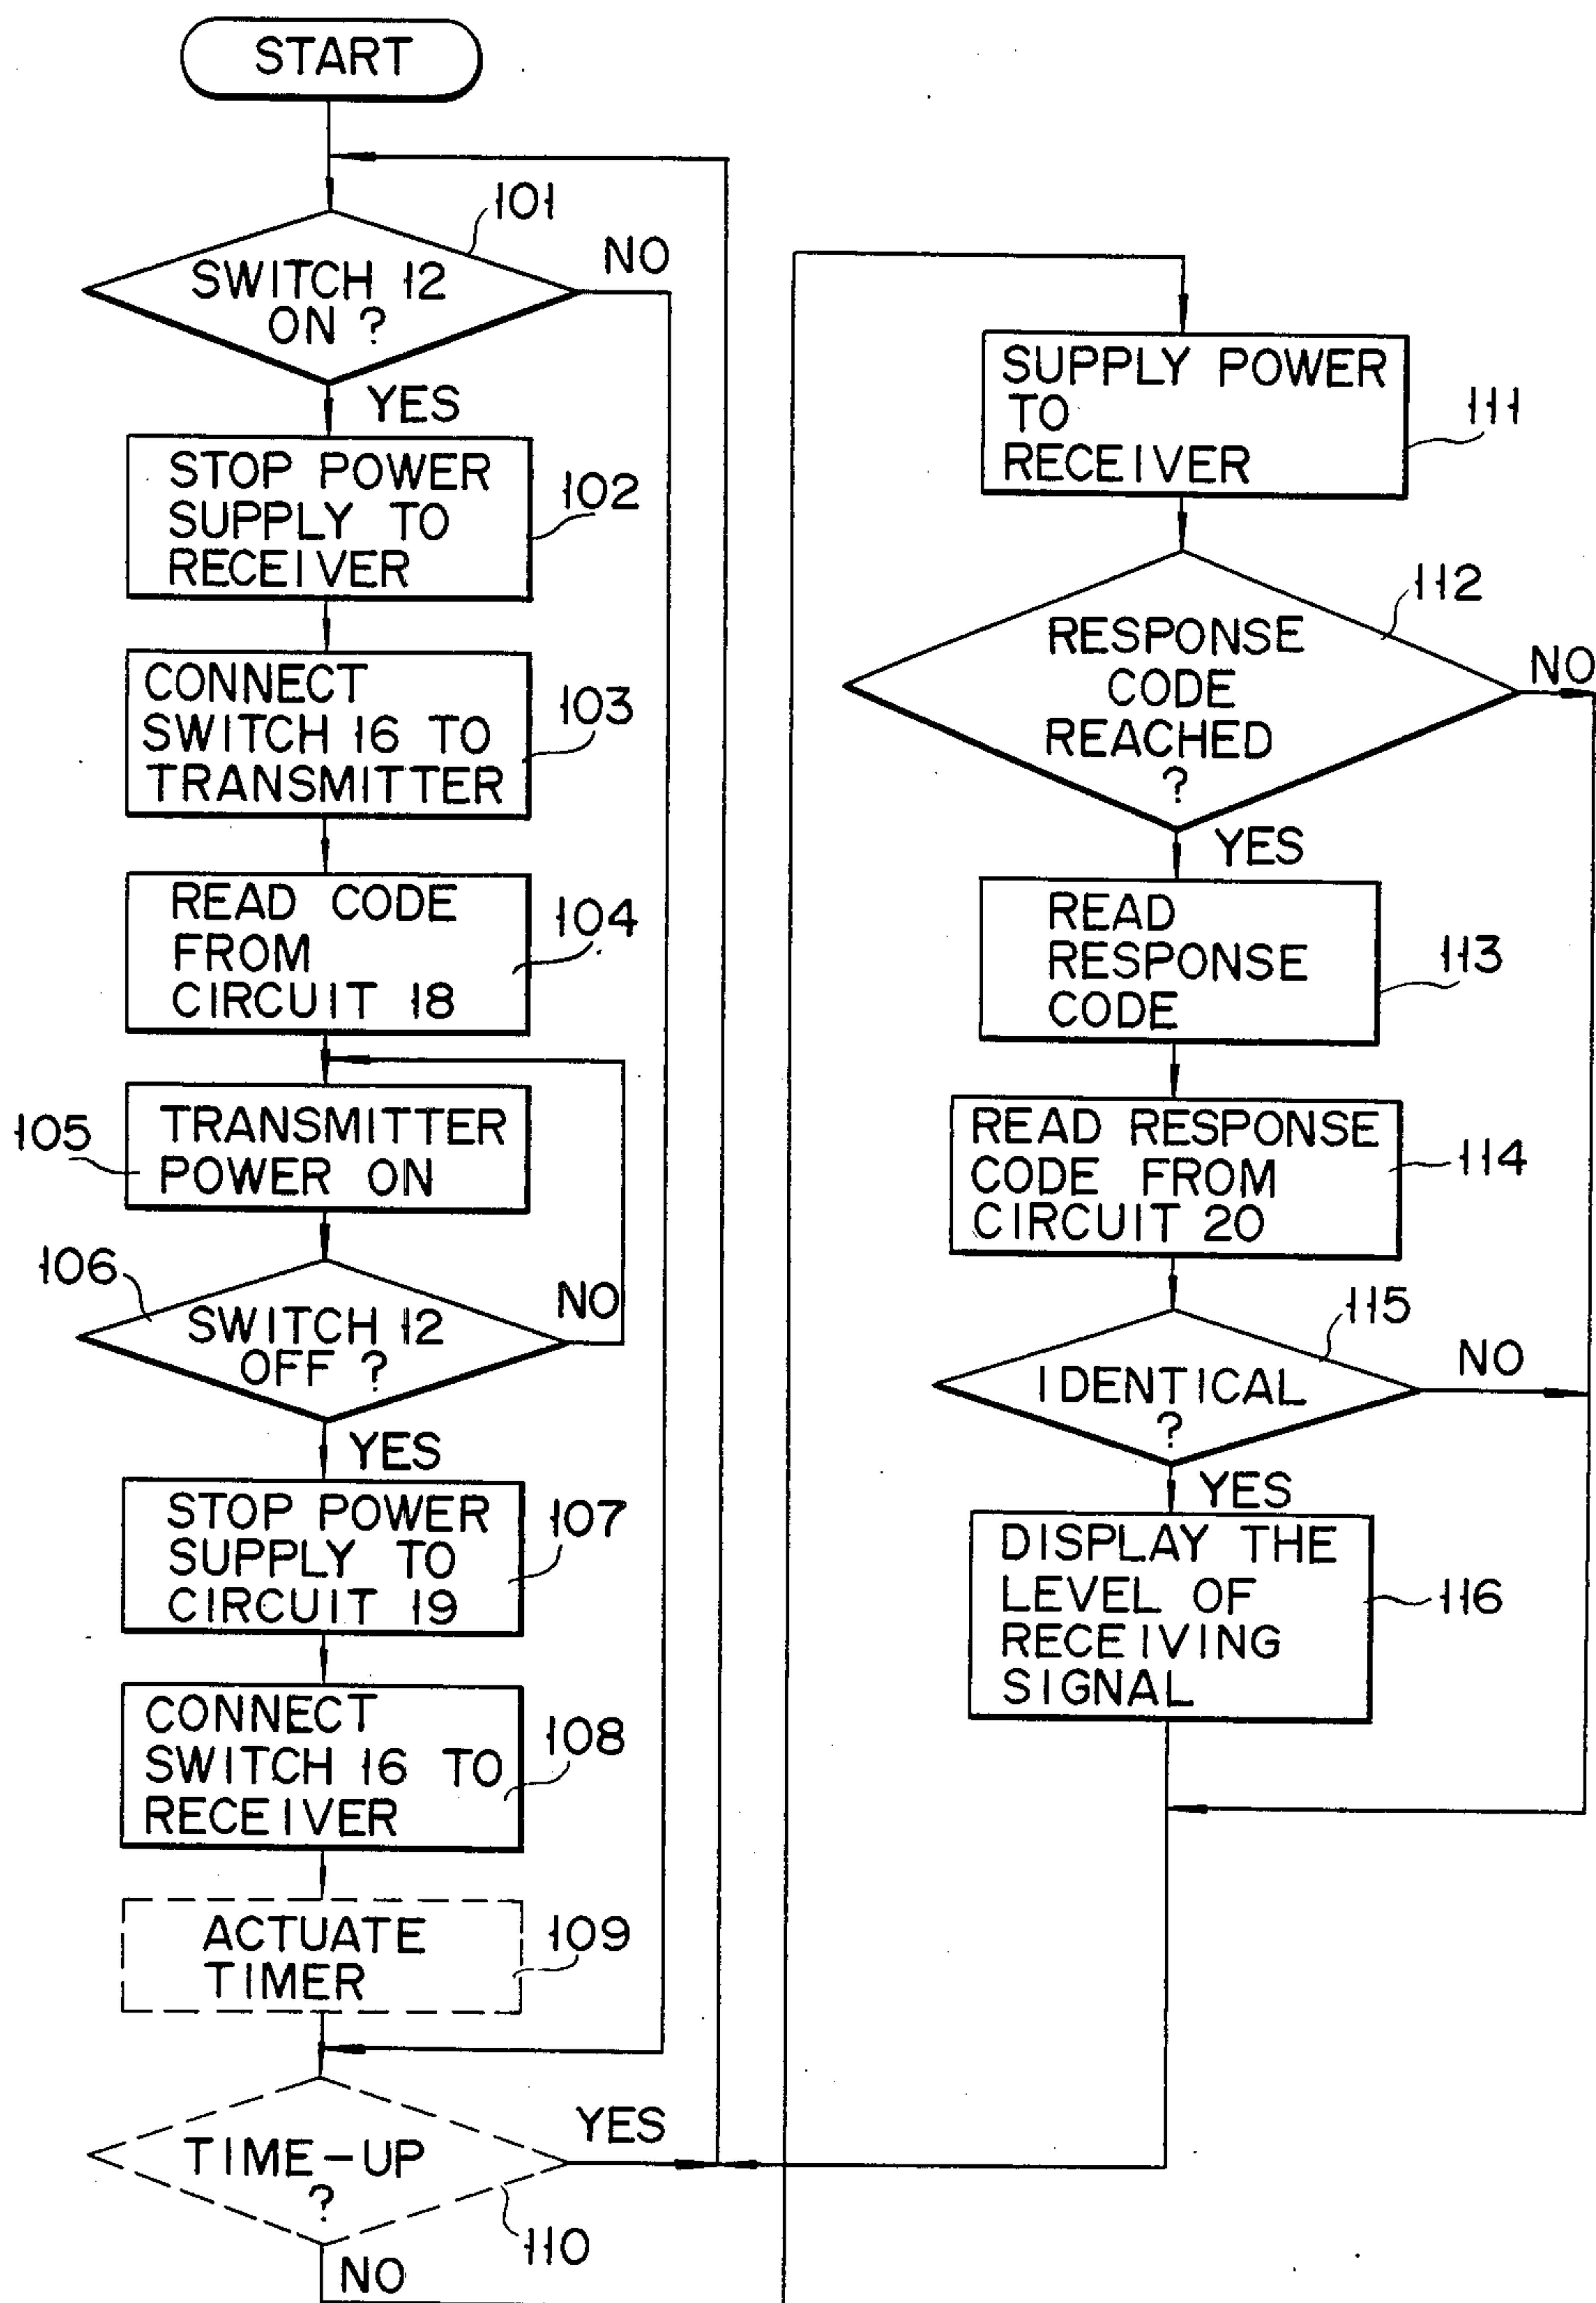 START
101
SWITCH 12
ON ?
NO
YES
STOP POWER
SUPPLY TO
RECEIVER
102
CONNECT
SWITCH 16 TO
TRANSMITTER
103
READ CODE
FROM
CIRCUIT 18
104
TRANSMITTER
POWER ON
105
106
SWITCH 12
OFF ?
NO
YES
STOP POWER
SUPPLY TO
CIRCUIT 19
107
CONNECT
SWITCH 16 TO
RECEIVER
108
ACTUATE
TIMER
109
TIME-UP
?
YES
110
NO
SUPPLY POWER
TO
RECEIVER
111
112
RESPONSE
CODE
REACHED
?
NO
YES
READ
RESPONSE
CODE
113
READ RESPONSE
CODE FROM
CIRCUIT 20
114
115
IDENTICAL
?
NO
YES
DISPLAY THE
LEVEL OF
RECEIVING
SIGNAL
116